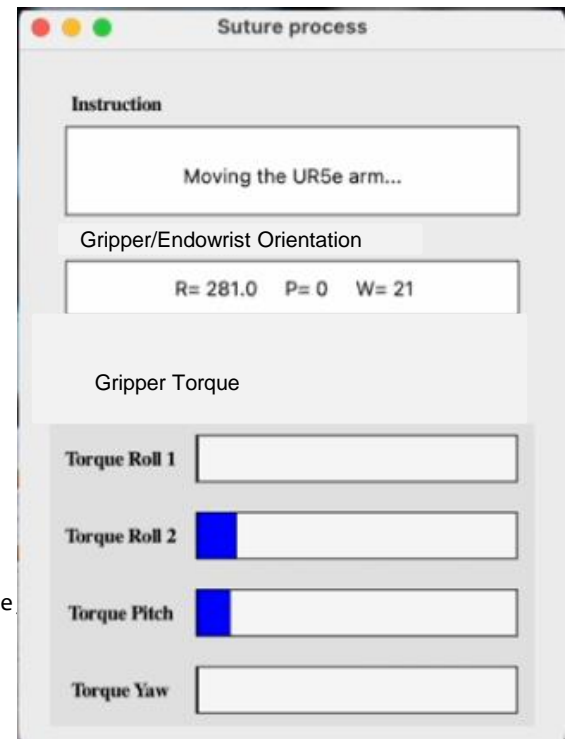 Suture process
Instruction
Moving the UR5e arm...
Gripper/Endowrist Orientation
R= 281.0 P= 0 W= 21
Gripper Torque
Torque Roll 1
Torque Roll 2
e
Torque Pitch
Torque Yaw